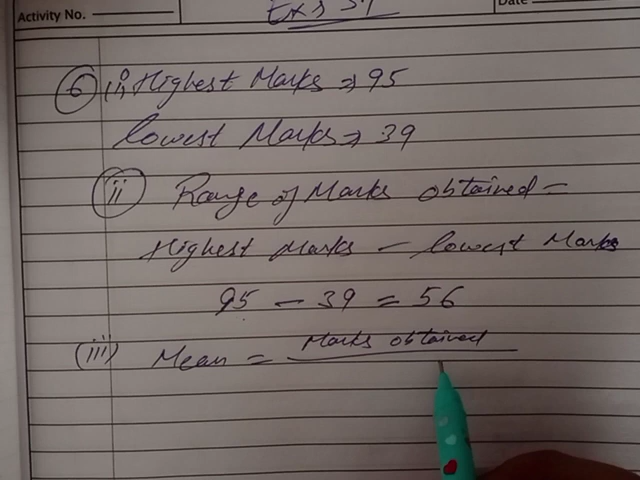 Activity No.
Date
Exs 3.1
6 (i) Highest Marks ⇒ 95
lowest Marks ⇒ 39
(ii) Range of Marks obtained =
Highest Marks - lowest Marks
95 - 39 = 56
(iii) Mean = Marks obtained